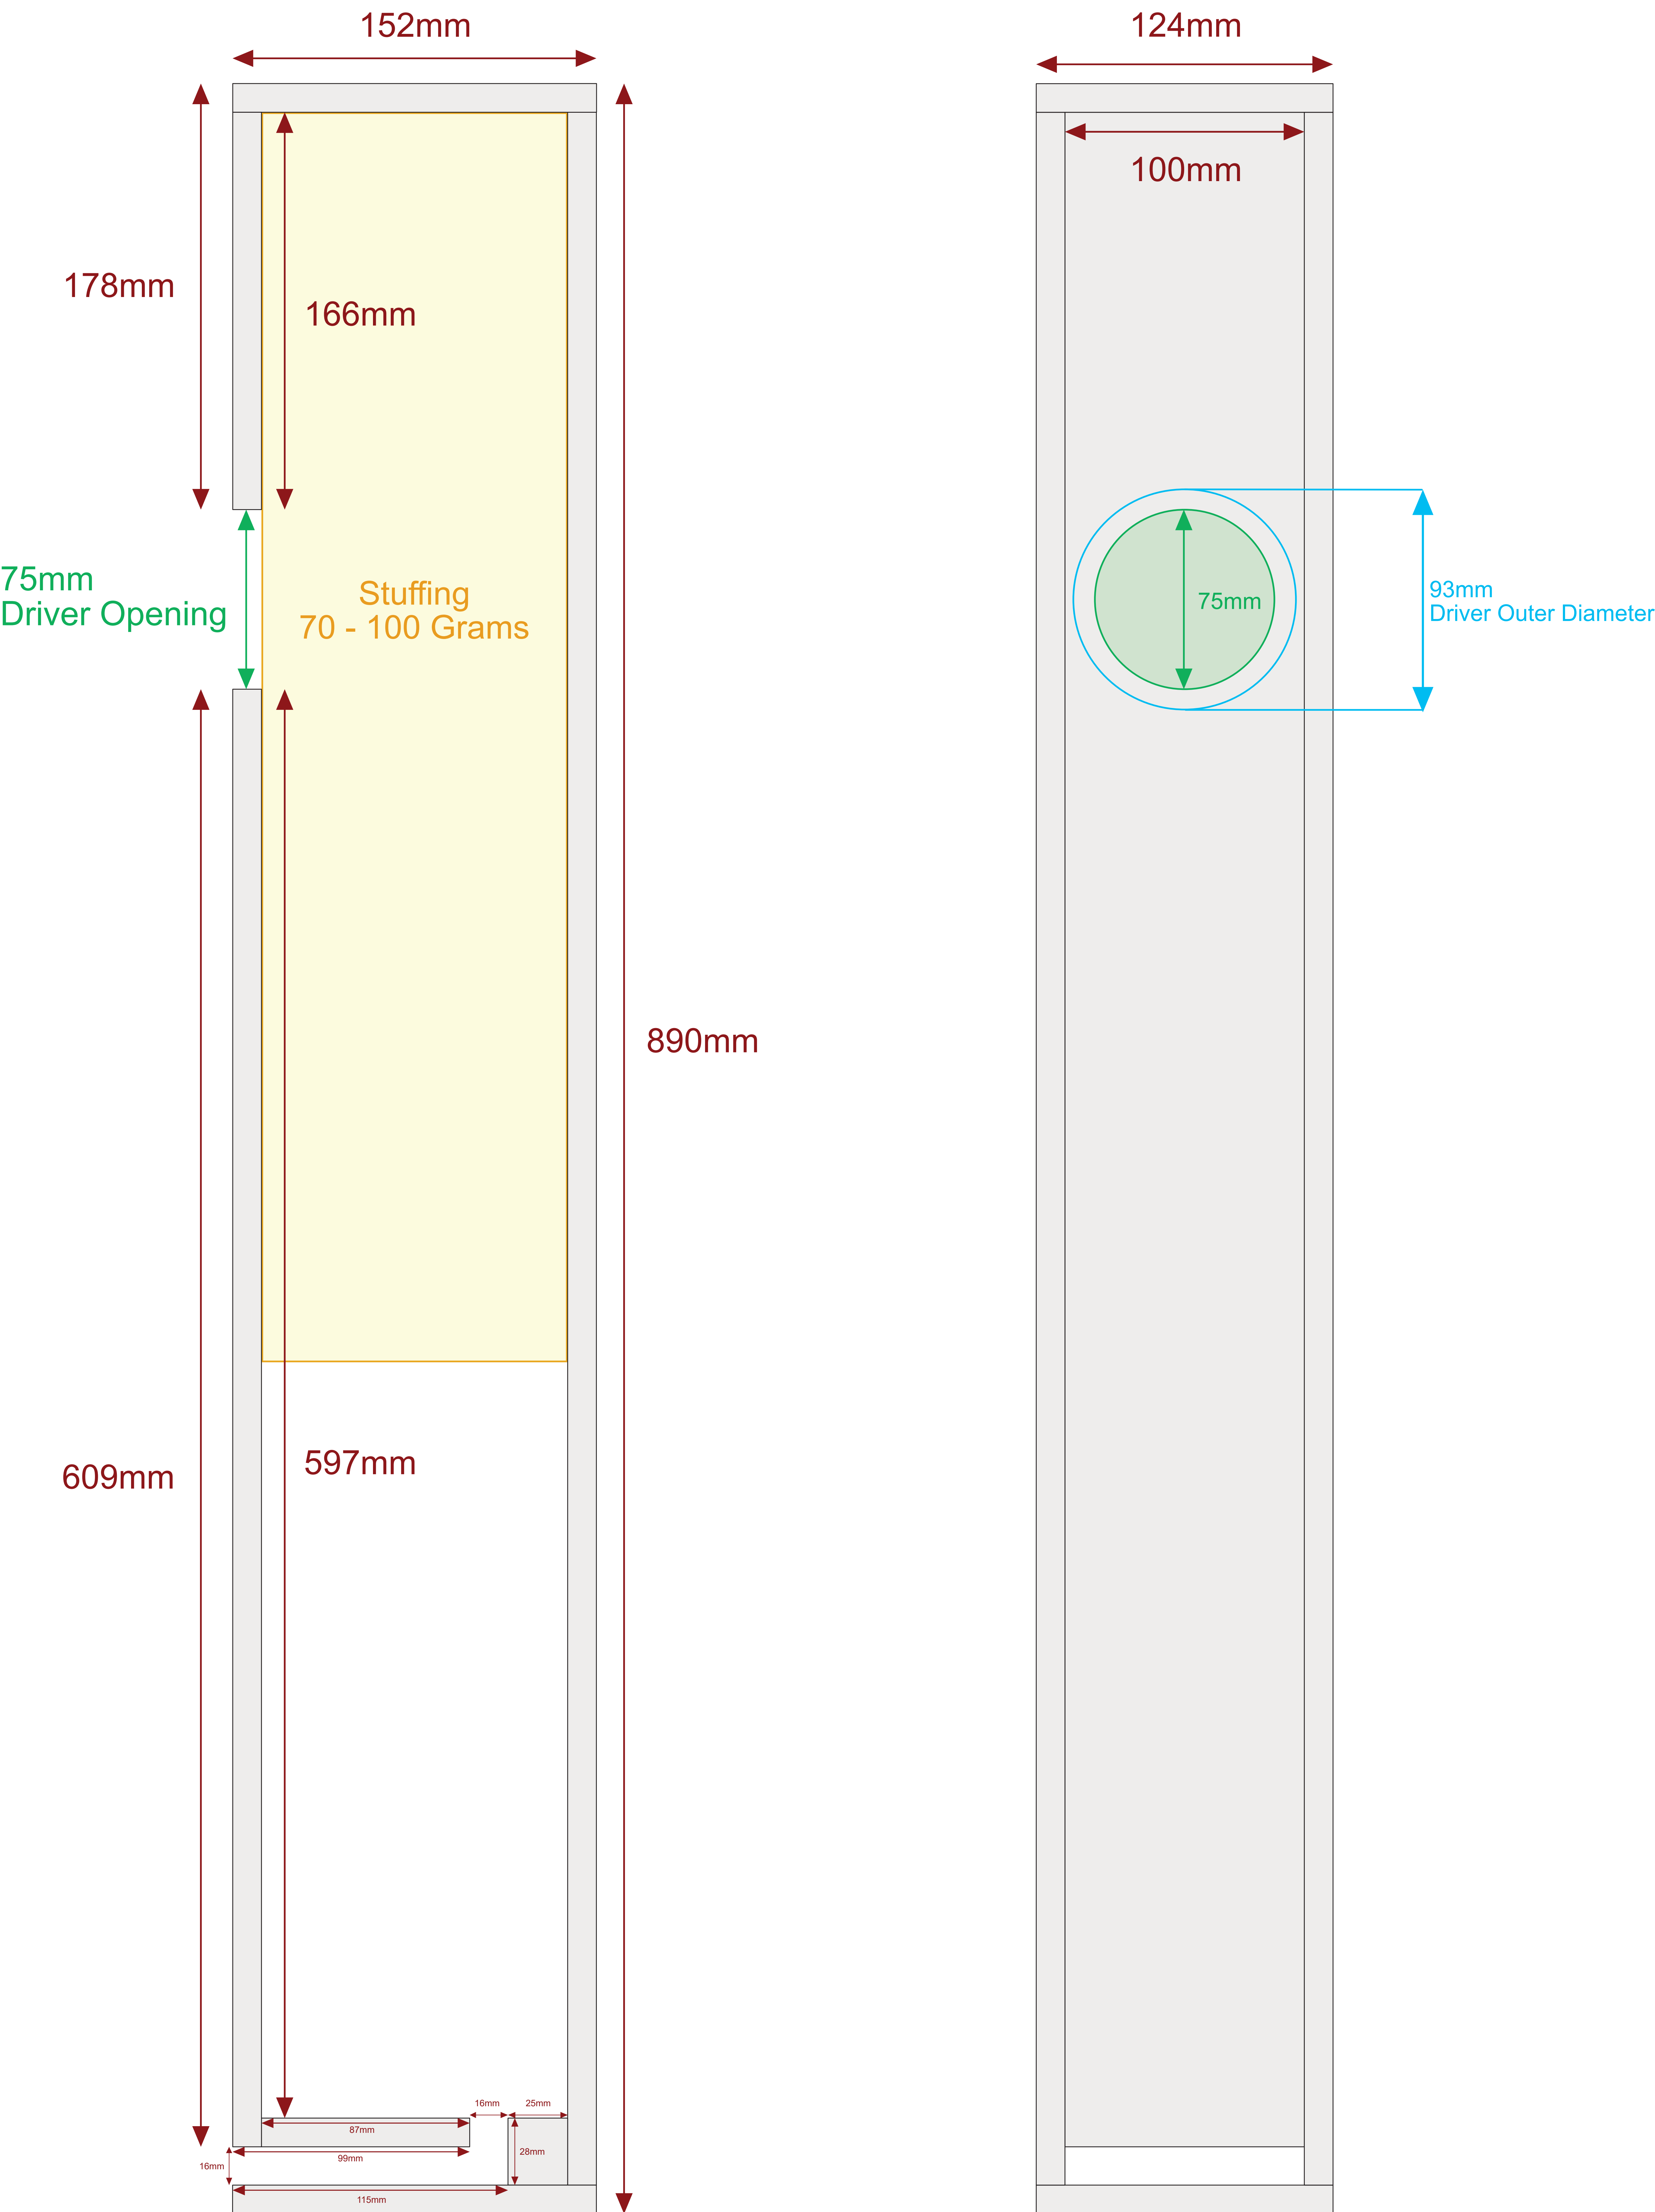 152mm
124mm
100mm
178mm
166mm
75mm
Driver Opening
Stuffing
70 - 100 Grams
75mm
93mm
Driver Outer Diameter
890mm
609mm
597mm
16mm
25mm
87mm
28mm
99mm
16mm
115mm